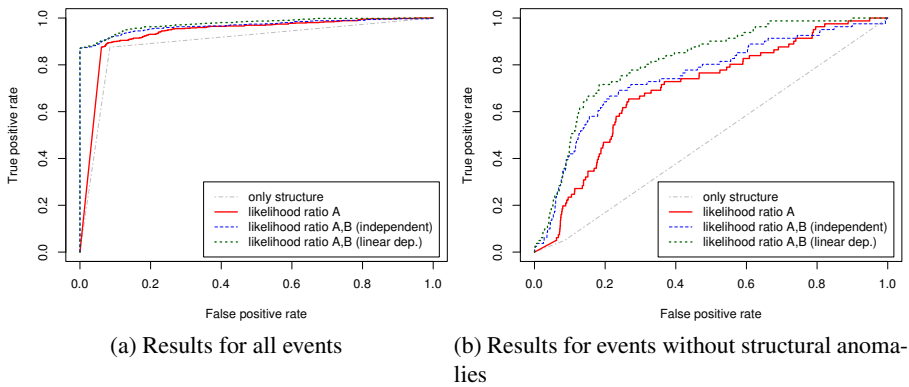 1.0
0.8
0.6
0.4
0.2
0.0
True positive rate
only structure
likelihood ratio A
likelihood ratio A,B (independent)
likelihood ratio A,B (linear dep.)
0.0 0.2 0.4 0.6 0.8 1.0
False positive rate
(a) Results for all events
1.0
0.8
0.6
0.4
0.2
0.0
True positive rate
only structure
likelihood ratio A
likelihood ratio A,B (independent)
likelihood ratio A,B (linear dep.)
0.0 0.2 0.4 0.6 0.8 1.0
False positive rate
(b) Results for events without structural anoma-
lies